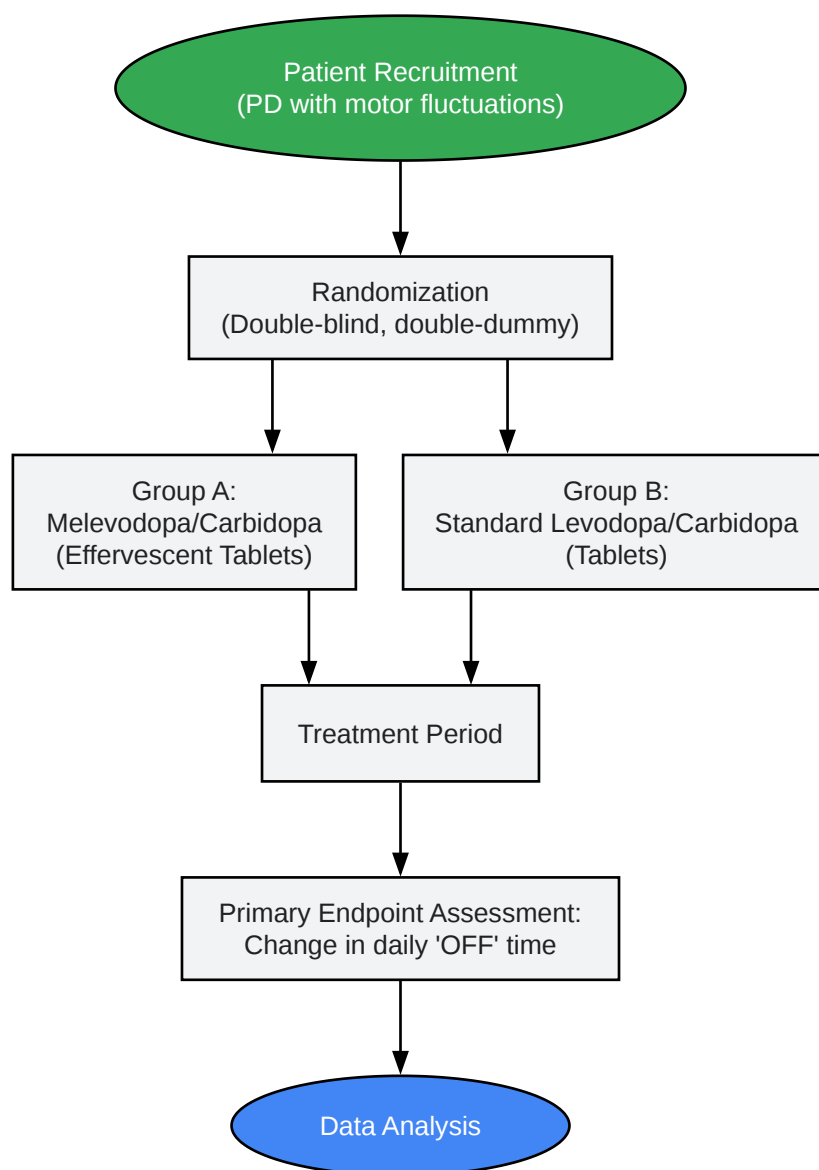 Patient Recruitment
(PD with motor fluctuations)
Randomization
(Double-blind, double-dummy)
Group A:
Melevodopa/Carbidopa
(Effervescent Tablets)
Group B:
Standard Levodopa/Carbidopa
(Tablets)
Treatment Period
Primary Endpoint Assessment:
Change in daily 'OFF' time
Data Analysis